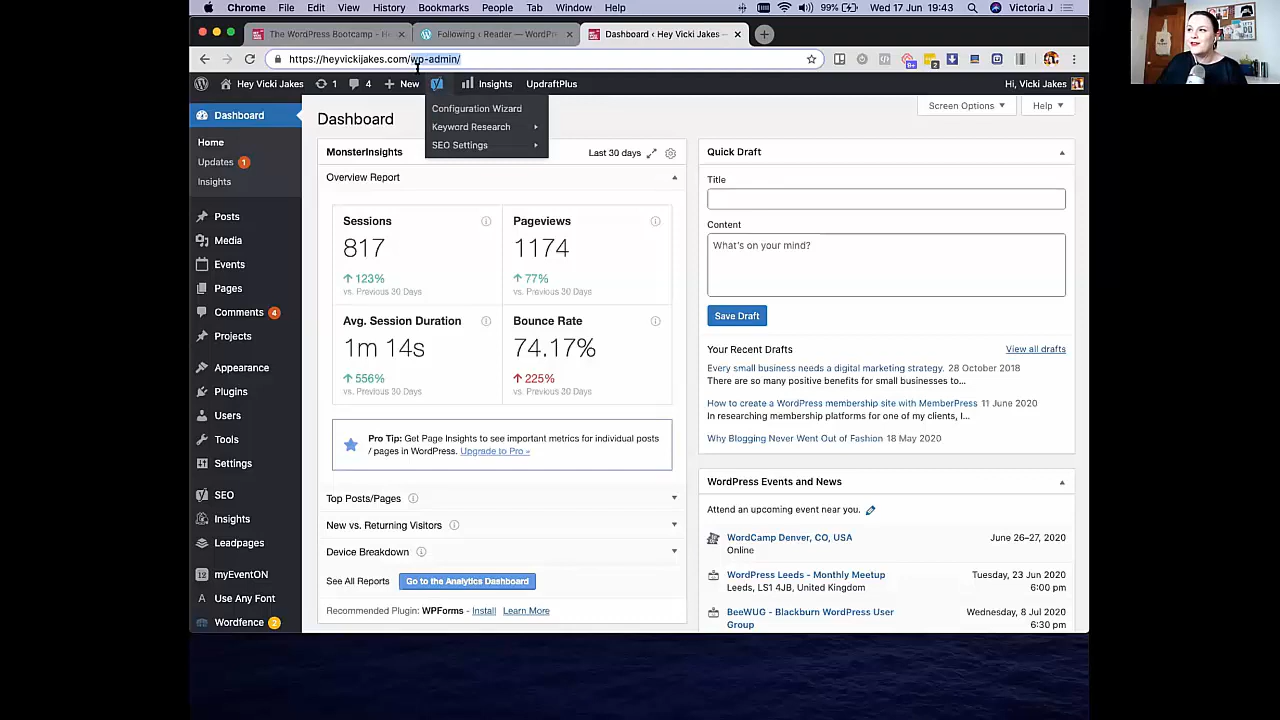 Chrome File Edit View History Bookmarks People Tab Window Help 99% Wed 17 Jun 19:43 Victoria J
The WordPress Bootcamp - He Following ‹ Reader — WordPr Dashboard ‹ Hey Vicki Jakes —
https://heyvickijakes.com/wp-admin/
Hey Vicki Jakes 1 4 New Insights UpdraftPlus Hi, Vicki Jakes
Configuration Wizard
Keyword Research
SEO Settings
Screen Options Help
Dashboard
Home
Updates 1
Insights
Posts
Media
Events
Pages
Comments 4
Projects
Appearance
Plugins
Users
Tools
Settings
SEO
Insights
Leadpages
myEventON
Use Any Font
Wordfence 2
Dashboard
MonsterInsights Last 30 days
Overview Report
Sessions
817
123%
vs. Previous 30 Days
Pageviews
1174
77%
vs. Previous 30 Days
Avg. Session Duration
1m 14s
556%
vs. Previous 30 Days
Bounce Rate
74.17%
225%
vs. Previous 30 Days
Pro Tip: Get Page Insights to see important metrics for individual posts
/ pages in WordPress. Upgrade to Pro »
Top Posts/Pages
New vs. Returning Visitors
Device Breakdown
See All Reports Go to the Analytics Dashboard
Recommended Plugin: WPForms - Install Learn More
Quick Draft
Title
Content
What's on your mind?
Save Draft
Your Recent Drafts View all drafts
Every small business needs a digital marketing strategy. 28 October 2018
There are so many positive benefits for small businesses to…
How to create a WordPress membership site with MemberPress 11 June 2020
In researching membership platforms for one of my clients, I…
Why Blogging Never Went Out of Fashion 18 May 2020
WordPress Events and News
Attend an upcoming event near you.
WordCamp Denver, CO, USA June 26–27, 2020
Online
WordPress Leeds - Monthly Meetup Tuesday, 23 Jun 2020
Leeds, LS1 4JB, United Kingdom 6:00 pm
BeeWUG - Blackburn WordPress User Wednesday, 8 Jul 2020
Group 6:30 pm